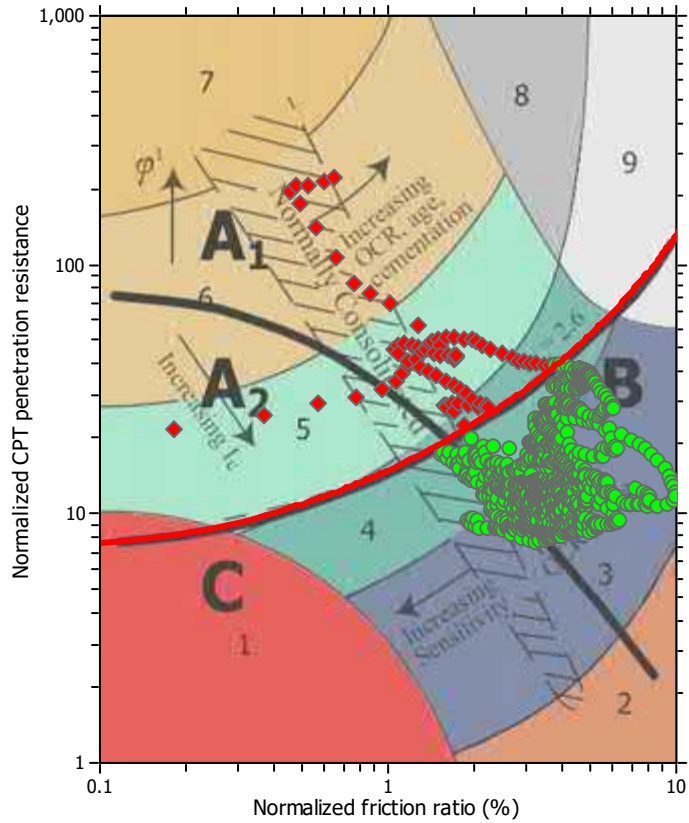 1,000
100
10
1
Normalized CPT penetration resistance
7
8
9
φ'
A1
Increasing
OCR, age,
cementation
Normally Consolidated
6
A2
Increasing Ic
5
B
4
C
1
Increasing
Sensitivity
3
2
0.1
1
10
Normalized friction ratio (%)